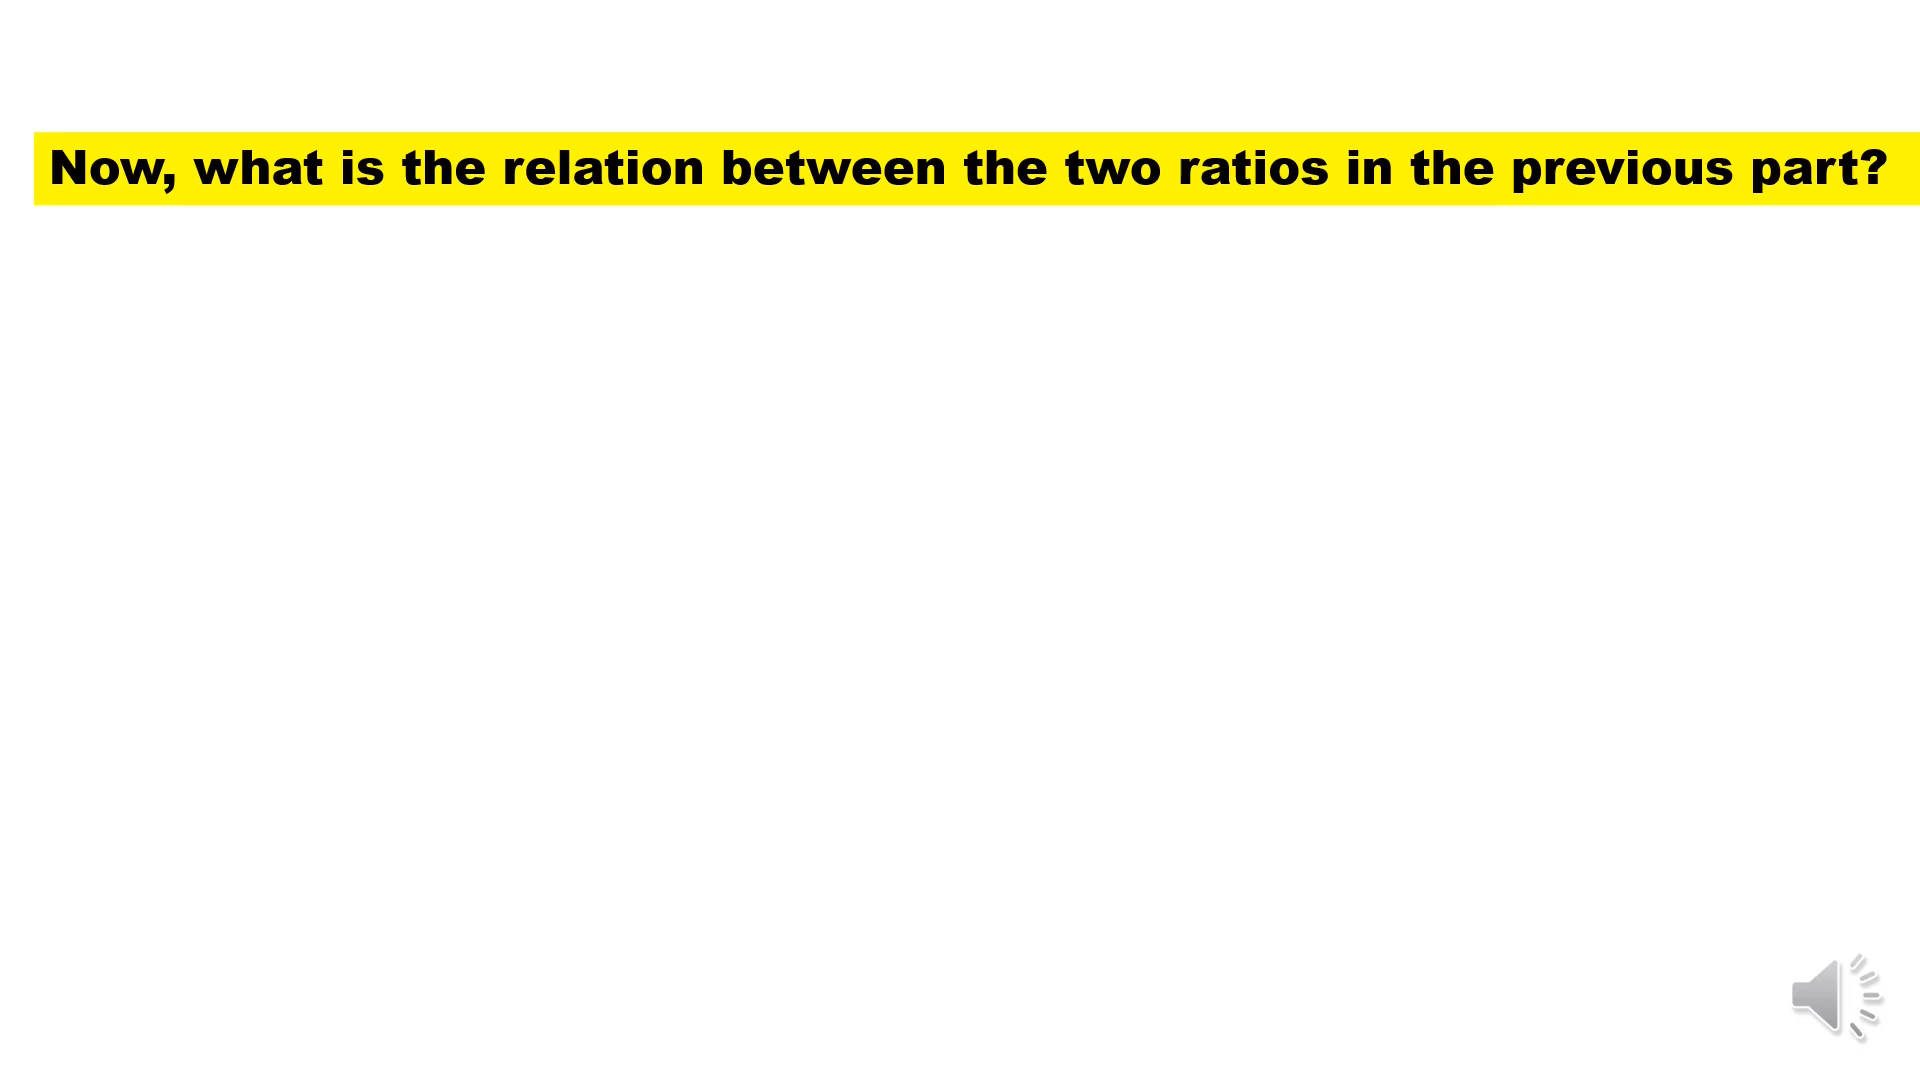 Now, what is the relation between the two ratios in the previous part?